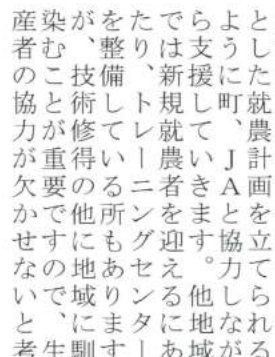 と就農計画を立てられる
ように町、JAと協力しなが
ら支援していきます。他地域
では新規就農者を迎えるにあ
たり、トレーニングセンター
を整備している所もあります
が、技術修得の他に地域に馴
染むことが重要ですので、生
産者の協力が欠かせないと考